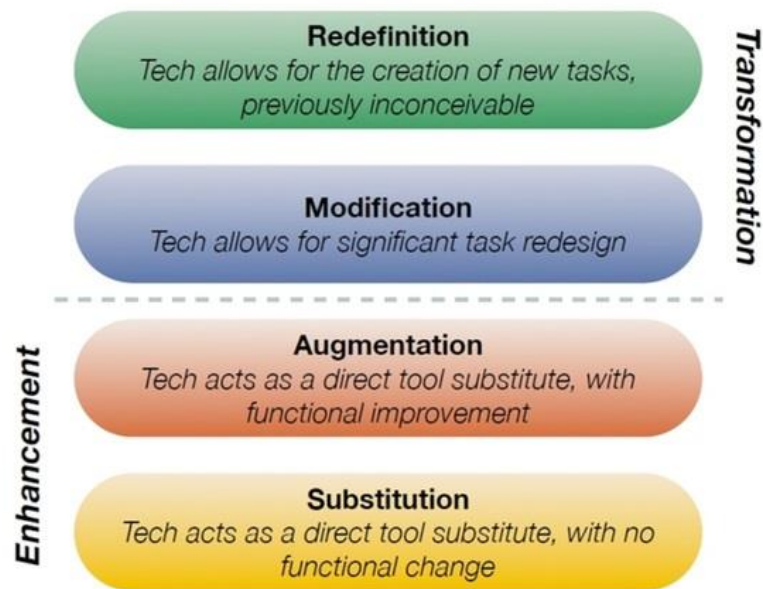 Redefinition
Tech allows for the creation of new tasks,
previously inconceivable
Transformation
Modification
Tech allows for significant task redesign
Enhancement
Augmentation
Tech acts as a direct tool substitute, with
functional improvement
Substitution
Tech acts as a direct tool substitute, with no
functional change